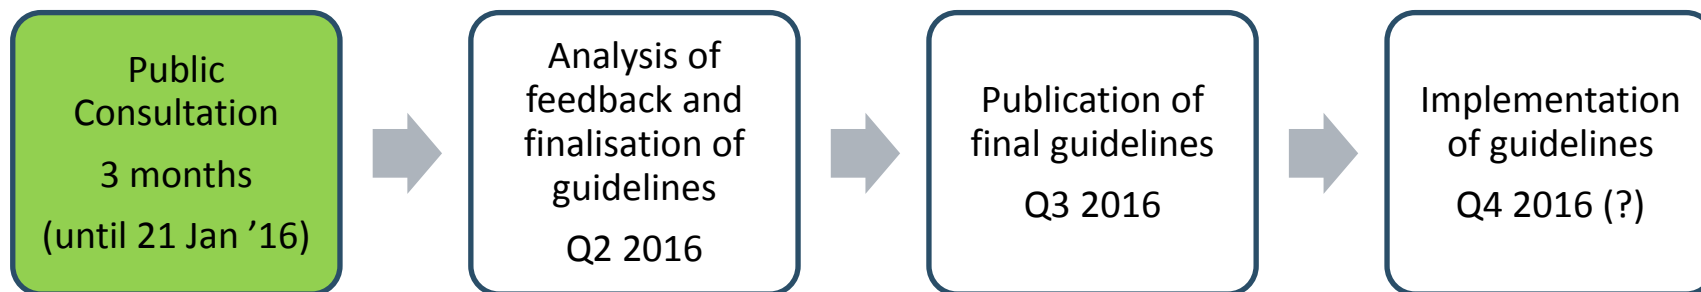 Public
Consultation
3 months
(until 21 Jan ’16)
Analysis of
feedback and
finalisation of
guidelines
Q2 2016
Publication of
final guidelines
Q3 2016
Implementation
of guidelines
Q4 2016 (?)